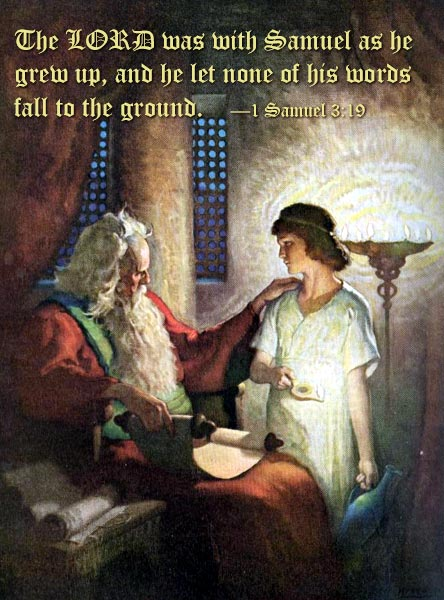 The LORD was with Samuel as he
grew up, and he let none of his words
fall to the ground. —1 Samuel 3:19